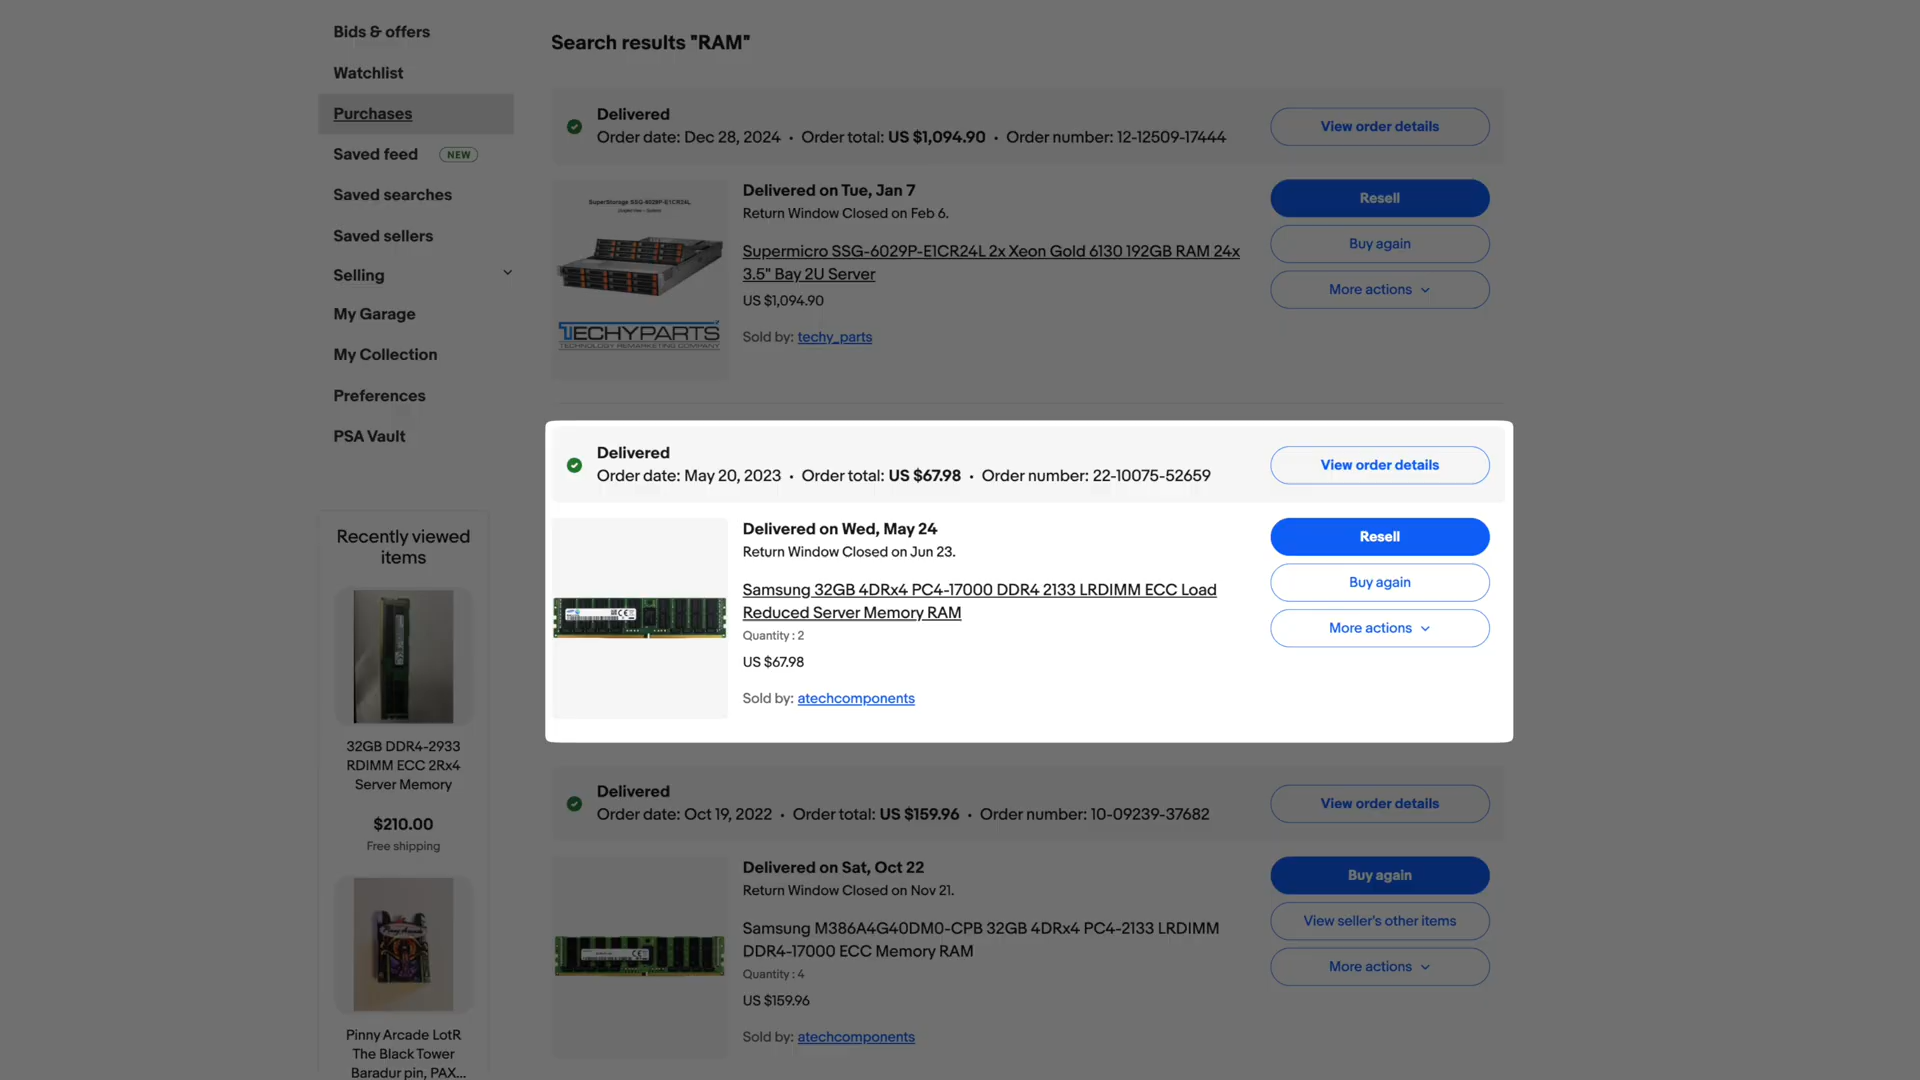 Bids & offers
Watchlist
Purchases
Saved feed NEW
Saved searches
Saved sellers
Selling
My Garage
My Collection
Preferences
PSA Vault
Recently viewed
items
32GB DDR4-2933
RDIMM ECC 2Rx4
Server Memory
$210.00
Free shipping
Pinny Arcade LotR
The Black Tower
Baradur pin, PAX...
Search results "RAM"
Delivered
Order date: Dec 28, 2024 • Order total: US $1,094.90 • Order number: 12-12509-17444
View order details
SuperStorage SSG-6029P-E1CR24L
TECHYPARTS
TECHNOLOGY REMARKETING COMPANY
Delivered on Tue, Jan 7
Return Window Closed on Feb 6.
Supermicro SSG-6029P-E1CR24L 2x Xeon Gold 6130 192GB RAM 24x
3.5" Bay 2U Server
US $1,094.90
Sold by: techy_parts
Resell
Buy again
More actions
Delivered
Order date: May 20, 2023 • Order total: US $67.98 • Order number: 22-10075-52659
View order details
Delivered on Wed, May 24
Return Window Closed on Jun 23.
Samsung 32GB 4DRx4 PC4-17000 DDR4 2133 LRDIMM ECC Load
Reduced Server Memory RAM
Quantity : 2
US $67.98
Sold by: atechcomponents
Resell
Buy again
More actions
Delivered
Order date: Oct 19, 2022 • Order total: US $159.96 • Order number: 10-09239-37682
View order details
Delivered on Sat, Oct 22
Return Window Closed on Nov 21.
Samsung M386A4G40DM0-CPB 32GB 4DRx4 PC4-2133 LRDIMM
DDR4-17000 ECC Memory RAM
Quantity : 4
US $159.96
Sold by: atechcomponents
Buy again
View seller's other items
More actions